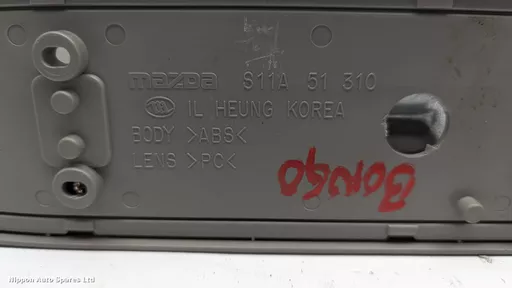 mazda S11A 51 310
IL HEUNG KOREA
BODY >ABS<
LENS >PC<
BONGO
Nippon Auto Spares Ltd